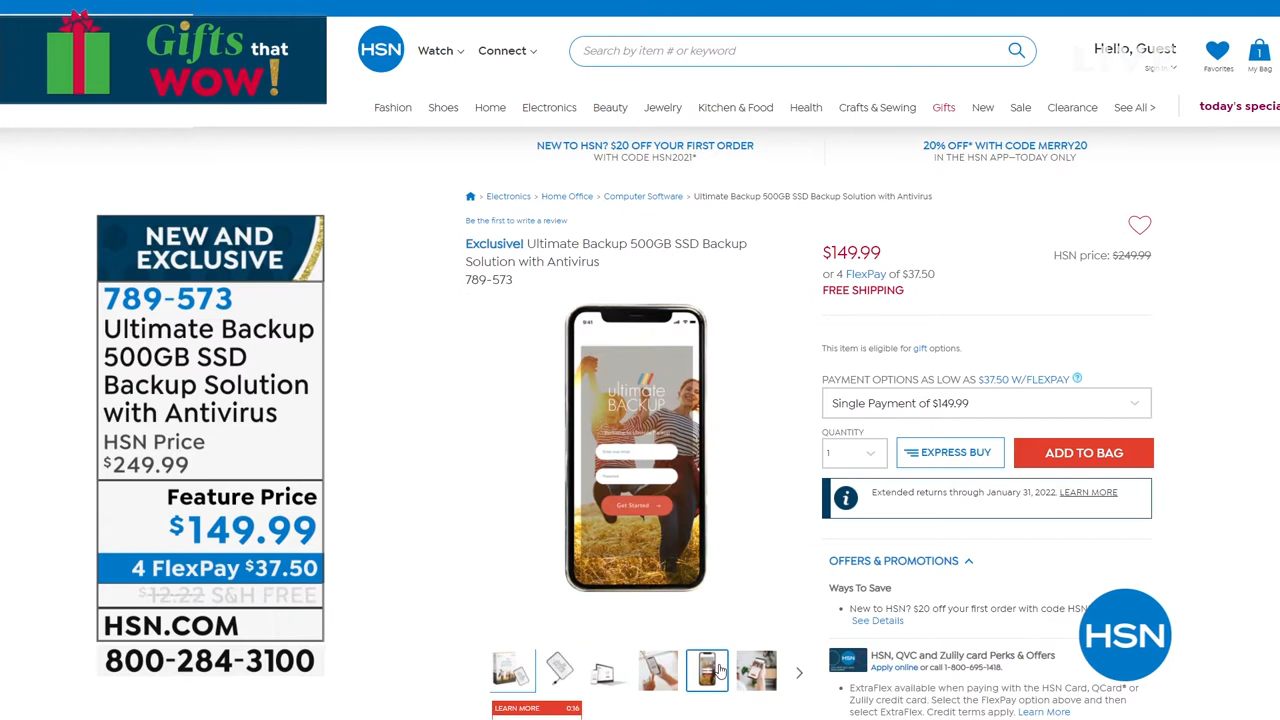 Gifts that
WOW!
HSN
Watch
Connect
Search by item # or keyword
Hello, Guest
Sign In
Favorites
1
My Bag
Fashion
Shoes
Home
Electronics
Beauty
Jewelry
Kitchen & Food
Health
Crafts & Sewing
Gifts
New
Sale
Clearance
See All >
today's specia
NEW TO HSN? $20 OFF YOUR FIRST ORDER
WITH CODE HSN2021*
20% OFF* WITH CODE MERRY20
IN THE HSN APP—TODAY ONLY
> Electronics > Home Office > Computer Software > Ultimate Backup 500GB SSD Backup Solution with Antivirus
Be the first to write a review
Exclusive! Ultimate Backup 500GB SSD Backup
Solution with Antivirus
789-573
$149.99
HSN price: $249.99
or 4 FlexPay of $37.50
FREE SHIPPING
This item is eligible for gift options.
PAYMENT OPTIONS AS LOW AS $37.50 W/FLEXPAY ?
Single Payment of $149.99
QUANTITY
1
EXPRESS BUY
ADD TO BAG
i
Extended returns through January 31, 2022. LEARN MORE
OFFERS & PROMOTIONS
Ways To Save
• New to HSN? $20 off your first order with code HSN
See Details
HSN, QVC and Zulily card Perks & Offers
Apply online or call 1-800-695-1418.
• ExtraFlex available when paying with the HSN Card, QCard® or
Zulily credit card. Select the FlexPay option above and then
select ExtraFlex. Credit terms apply. Learn More
HSN
NEW AND
EXCLUSIVE
789-573
Ultimate Backup
500GB SSD
Backup Solution
with Antivirus
HSN Price
$249.99
Feature Price
$149.99
4 FlexPay $37.50
$12.22 S&H FREE
HSN.COM
800-284-3100
9:41
ultimate
BACKUP
Get Started →
LEARN MORE
0:16